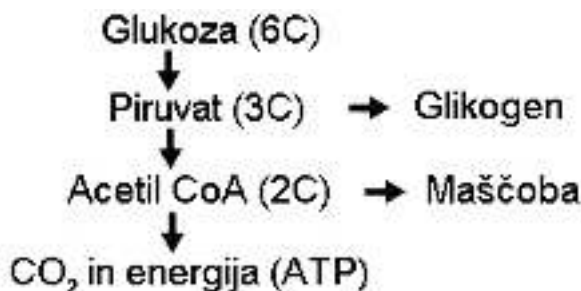 Glukoza (6C)
Piruvat (3C) → Glikogen
Acetil CoA (2C) → Maščoba
CO₂ in energija (ATP)